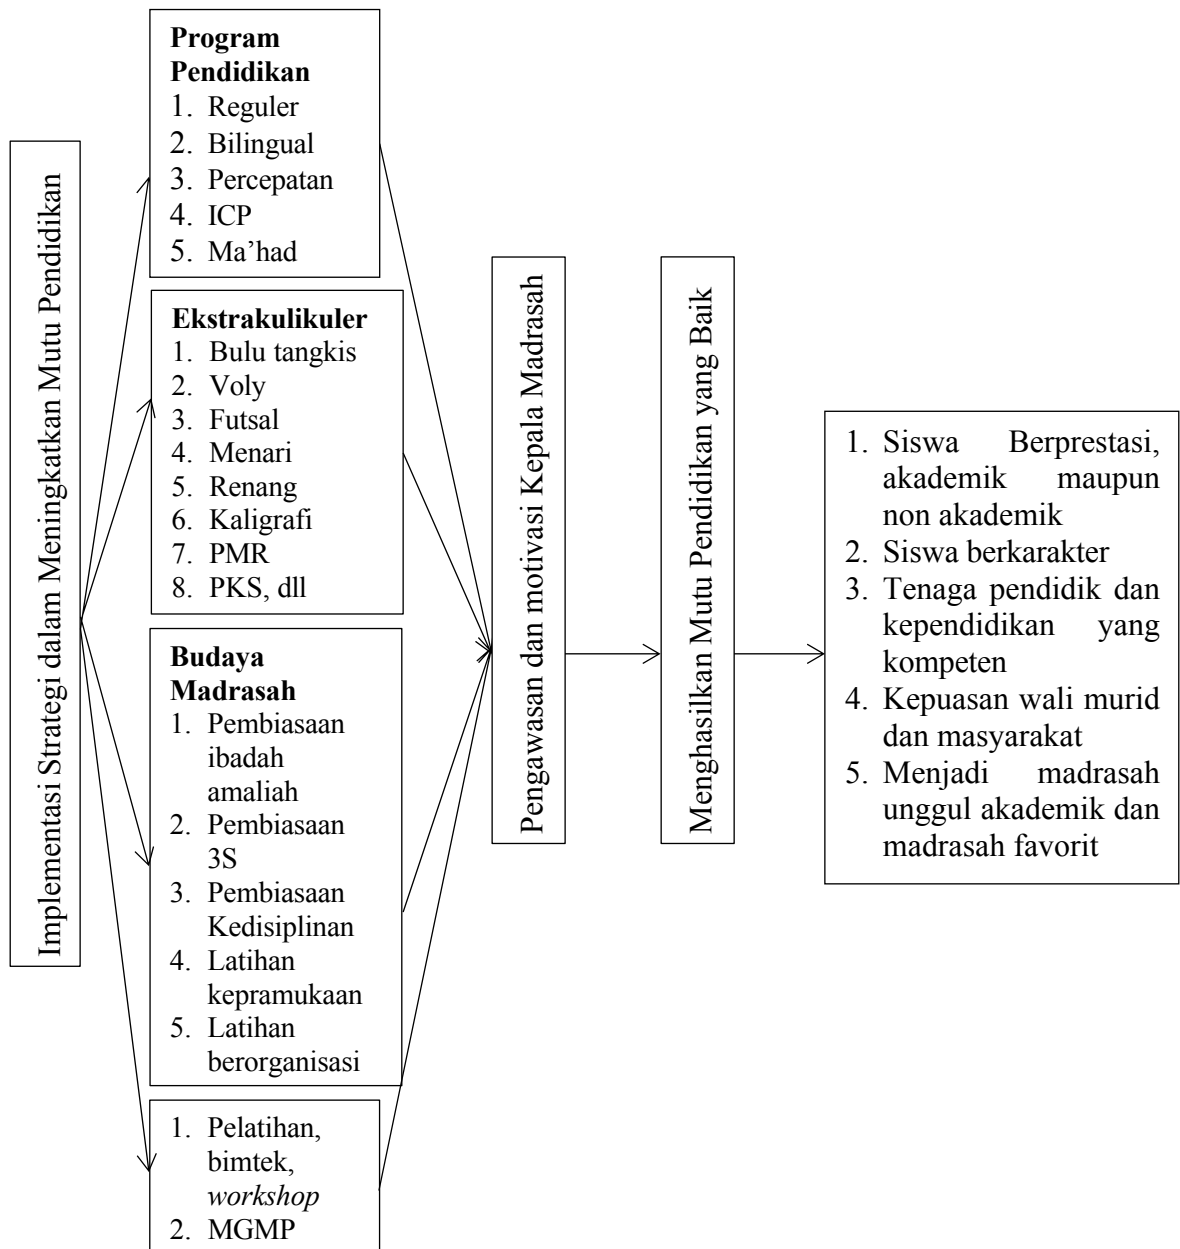 Implementasi Strategi dalam Meningkatkan Mutu Pendidikan
Program
Pendidikan
1. Reguler
2. Bilingual
3. Percepatan
4. ICP
5. Ma’had
Ekstrakulikuler
1. Bulu tangkis
2. Voly
3. Futsal
4. Menari
5. Renang
6. Kaligrafi
7. PMR
8. PKS, dll
Budaya
Madrasah
1. Pembiasaan
ibadah
amaliah
2. Pembiasaan
3S
3. Pembiasaan
Kedisiplinan
4. Latihan
kepramukaan
5. Latihan
berorganisasi
1. Pelatihan,
bimtek,
workshop
2. MGMP
Pengawasan dan motivasi Kepala Madrasah
Menghasilkan Mutu Pendidikan yang Baik
1. Siswa Berprestasi,
akademik maupun
non akademik
2. Siswa berkarakter
3. Tenaga pendidik dan
kependidikan yang
kompeten
4. Kepuasan wali murid
dan masyarakat
5. Menjadi madrasah
unggul akademik dan
madrasah favorit